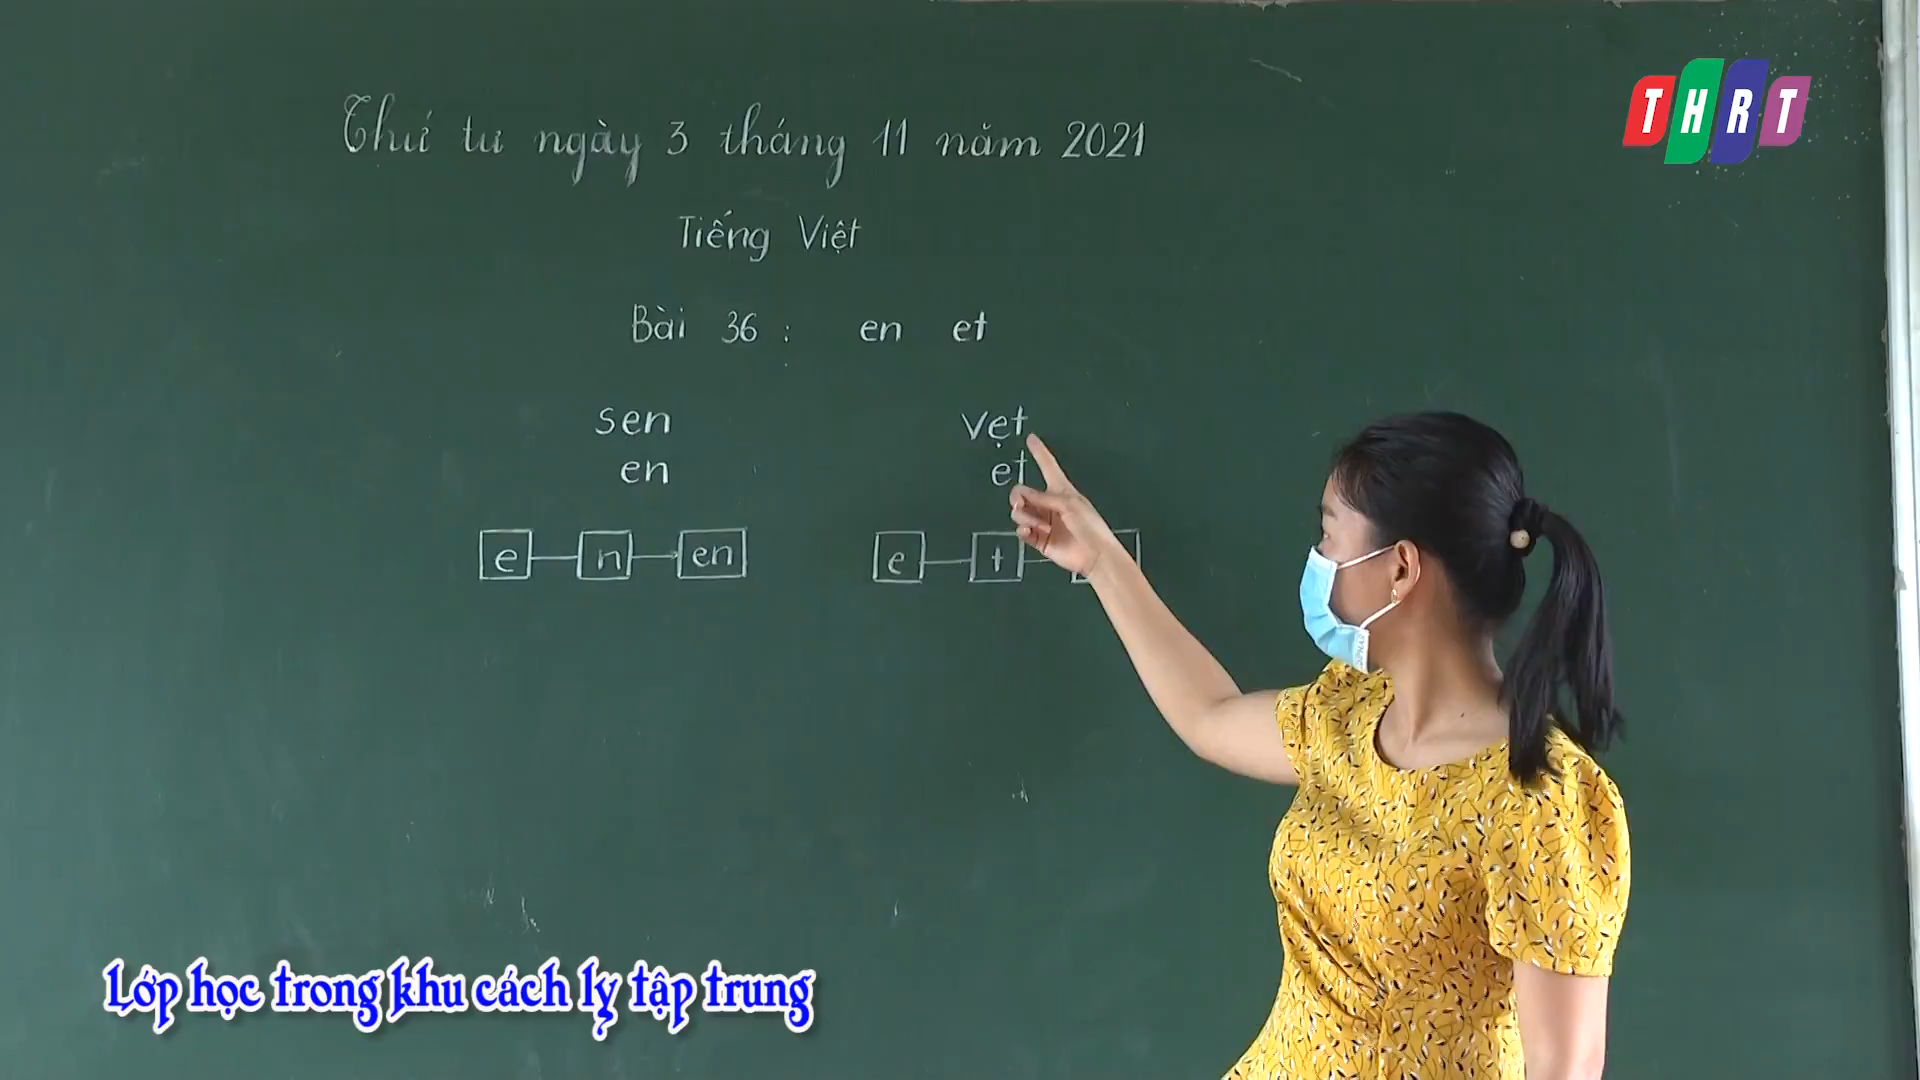 Thứ tư ngày 3 tháng 11 năm 2021
THRT
Tiếng Việt
Bài 36 : en et
sen vẹt
en et
e n en e t
Lớp học trong khu cách ly tập trung